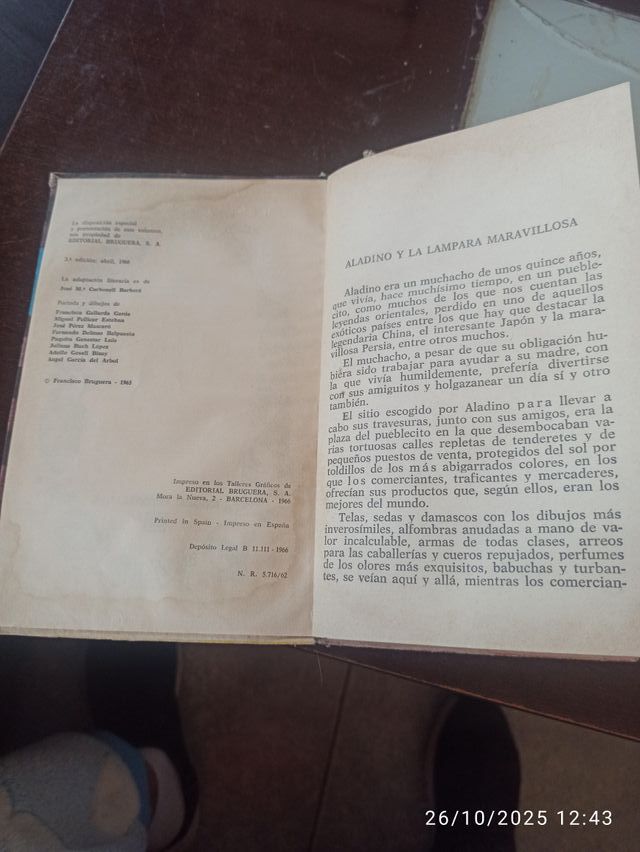 La disposición especial
y presentación de este volumen,
son propiedad de
EDITORIAL BRUGUERA, S. A.
3.ª edición: abril, 1966
La adaptación literaria es de
José M.ª Carbonell Barberá
Portada y dibujos de
Francisco Gallardo García
Miguel Pellicer Esteban
José Pérez Mascaró
Fernando Delmas
Paquita Genestar Luis
Juliana Buch López
Adolfo Gesell
Angel García del Arbol
© Francisco Bruguera - 1965
Impreso en los Talleres Gráficos de
EDITORIAL BRUGUERA, S. A.
Mora la Nueva, 2 - BARCELONA - 1966
Printed in Spain - Impreso en España
Depósito Legal B 11.111 - 1966
N. R. 5.716/62
ALADINO Y LA LAMPARA MARAVILLOSA
Aladino era un muchacho de unos quince años,
que vivía, hace muchísimo tiempo, en un pueble-
cito, como muchos de los que nos cuentan las
leyendas orientales, perdido en uno de aquellos
exóticos países entre los que hay que destacar la
legendaria China, el interesante Japón y la mara-
villosa Persia, entre otros muchos.
El muchacho, a pesar de que su obligación hu-
biera sido trabajar para ayudar a su madre, con
la que vivía humildemente, prefería divertirse
con sus amiguitos y holgazanear un día sí y otro
también.
El sitio escogido por Aladino para llevar a
cabo sus travesuras, junto con sus amigos, era la
plaza del pueblecito en la que desembocaban va-
rias tortuosas calles repletas de tenderetes y de
pequeños puestos de venta, protegidos del sol por
toldillos de los más abigarrados colores, en los
que los comerciantes, traficantes y mercaderes,
ofrecían sus productos que, según ellos, eran los
mejores del mundo.
Telas, sedas y damascos con los dibujos más
inverosímiles, alfombras anudadas a mano de va-
lor incalculable, armas de todas clases, arreos
para las caballerías y cueros repujados, perfumes
de los olores más exquisitos, babuchas y turban-
tes, se veían aquí y allá, mientras los comercian-
26/10/2025 12:43